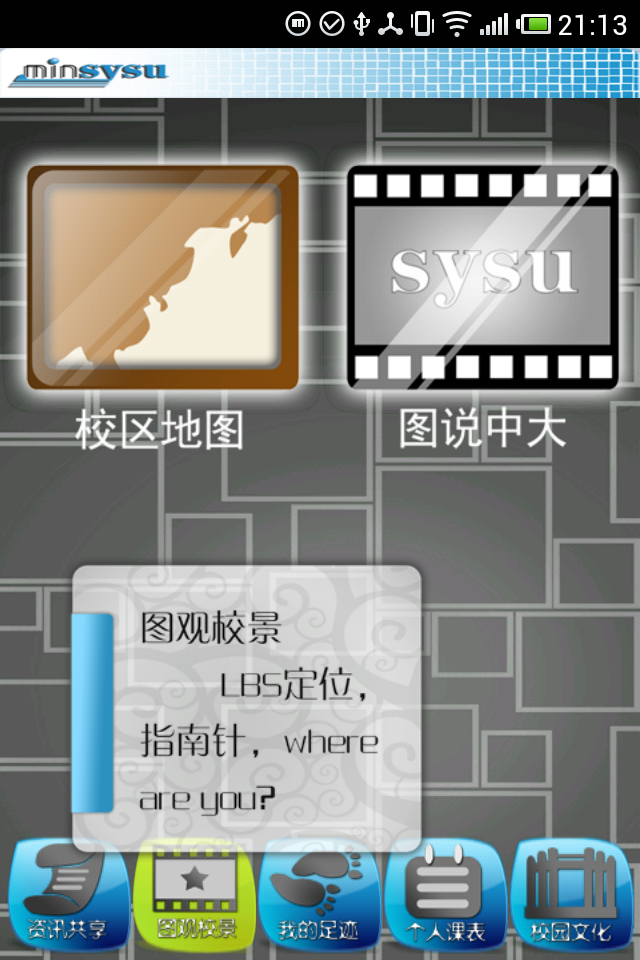 21:13
minsysu
sysu
校区地图
图说中大
图观校景
LBS定位，
指南针，where
are you?
资讯共享
图观校景
我的足迹
个人课表
校园文化